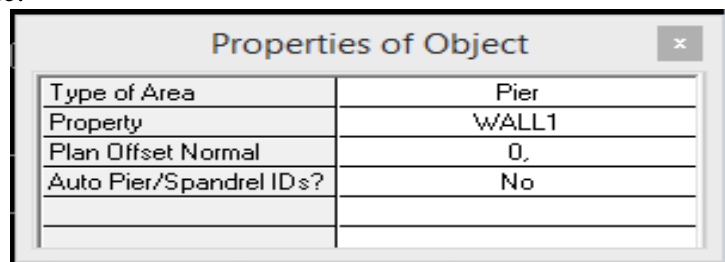 Properties of Object
x
Type of Area Pier
Property WALL1
Plan Offset Normal 0,
Auto Pier/Spandrel IDs? No